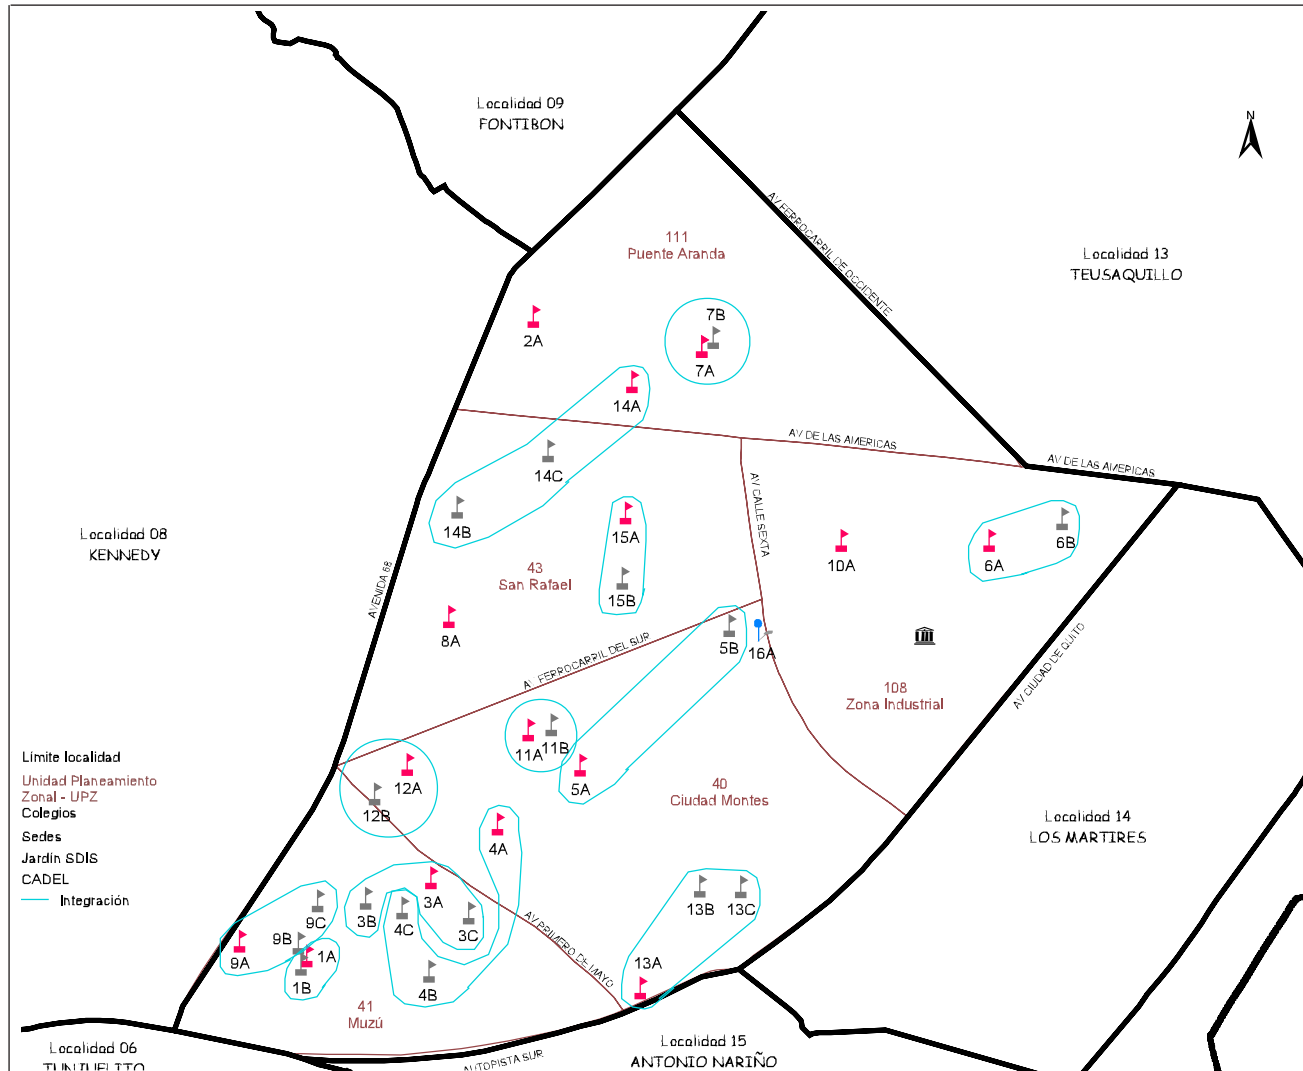 Localidad 09
FONTIBON
N
AV FERROCARRIL DE OCCIDENTE
111
Puente Aranda
Localidad 13
TEUSAQUILLO
2A
7B
7A
14A
AV DE LAS AMERICAS
AV DE LAS AMERICAS
14C
14B
15A
AV CALLE SEXTA
10A
6A
6B
Localidad 08
KENNEDY
AVENIDA 68
43
San Rafael
15B
8A
5B
16A
AV FERROCARRIL DEL SUR
AV CIUDAD DE QUITO
108
Zona Industrial
11A
11B
12A
5A
40
Ciudad Montes
12B
Límite localidad
Unidad Planeamiento
Zonal - UPZ
Colegios
Sedes
Jardín SDIS
CADEL
Integración
4A
Localidad 14
LOS MARTIRES
3A
3B
4C
3C
9C
9B
9A
1A
1B
13B
13C
AV PRIMERO DE MAYO
13A
4B
41
Muzú
Localidad 06
TUNJUELITO
AUTOPISTA SUR
Localidad 15
ANTONIO NARIÑO